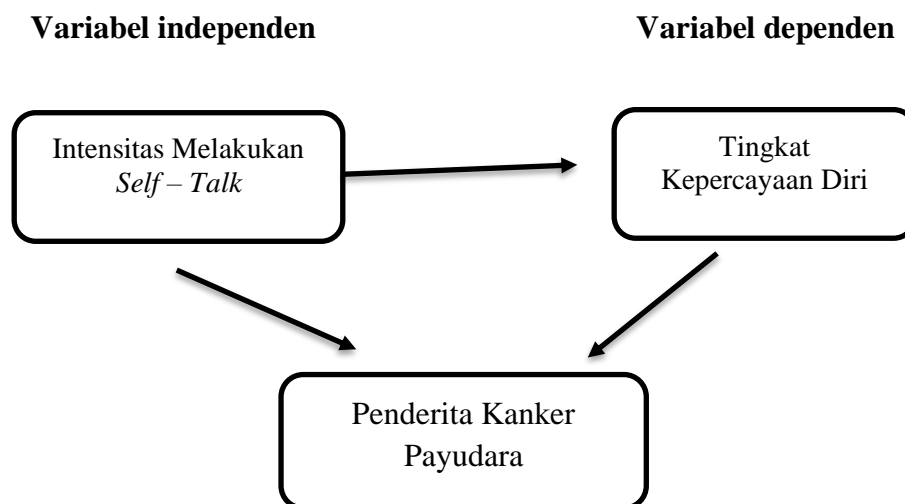 Variabel independen
Variabel dependen
Intensitas Melakukan
Self – Talk
Tingkat
Kepercayaan Diri
Penderita Kanker
Payudara